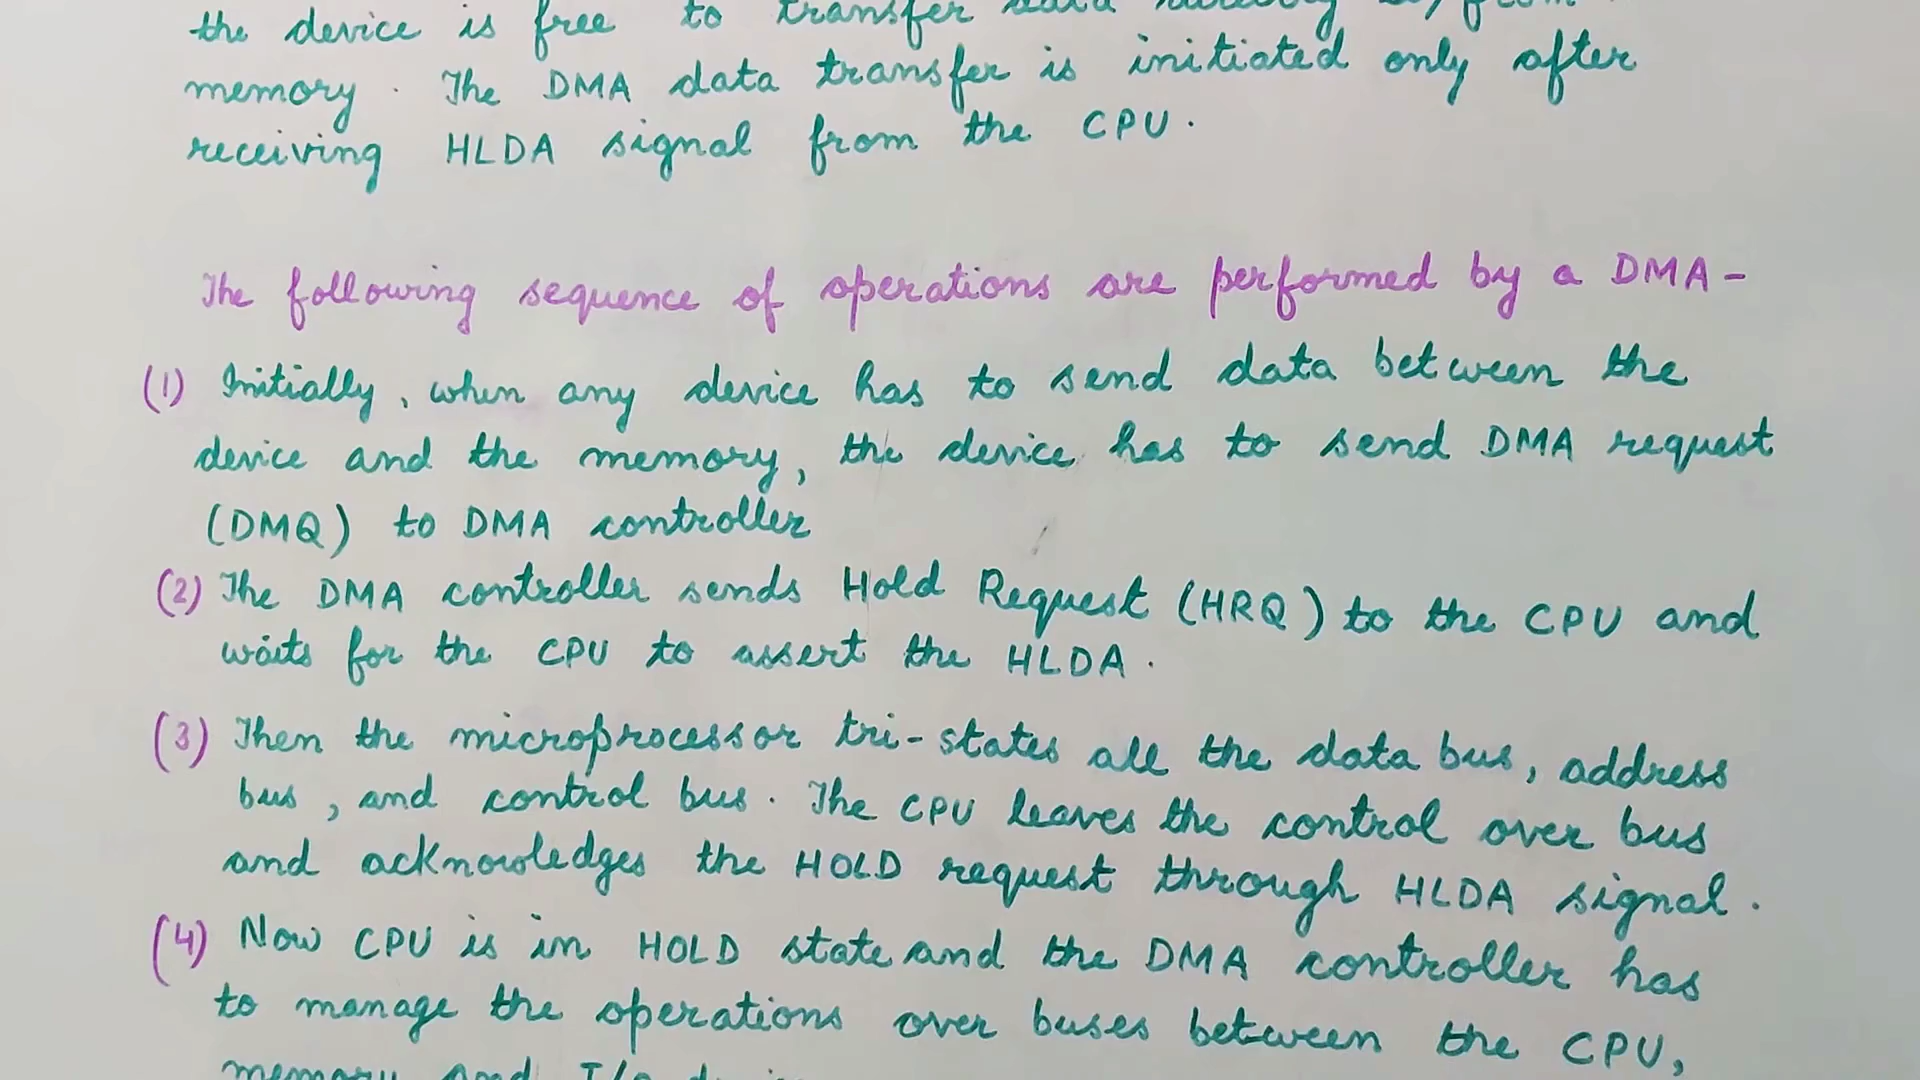 the device is free to transfer data directly to/from
memory. The DMA data transfer is initiated only after
receiving HLDA signal from the CPU.
The following sequence of operations are performed by a DMA-
(1) Initially, when any device has to send data between the
device and the memory, the device has to send DMA request
(DMQ) to DMA controller
(2) The DMA controller sends Hold Request (HRQ) to the CPU and
waits for the CPU to assert the HLDA.
(3) Then the microprocessor tri-states all the data bus, address
bus, and control bus. The CPU leaves the control over bus
and acknowledges the HOLD request through HLDA signal.
(4) Now CPU is in HOLD state and the DMA controller has
to manage the operations over buses between the CPU,
memory and I/O